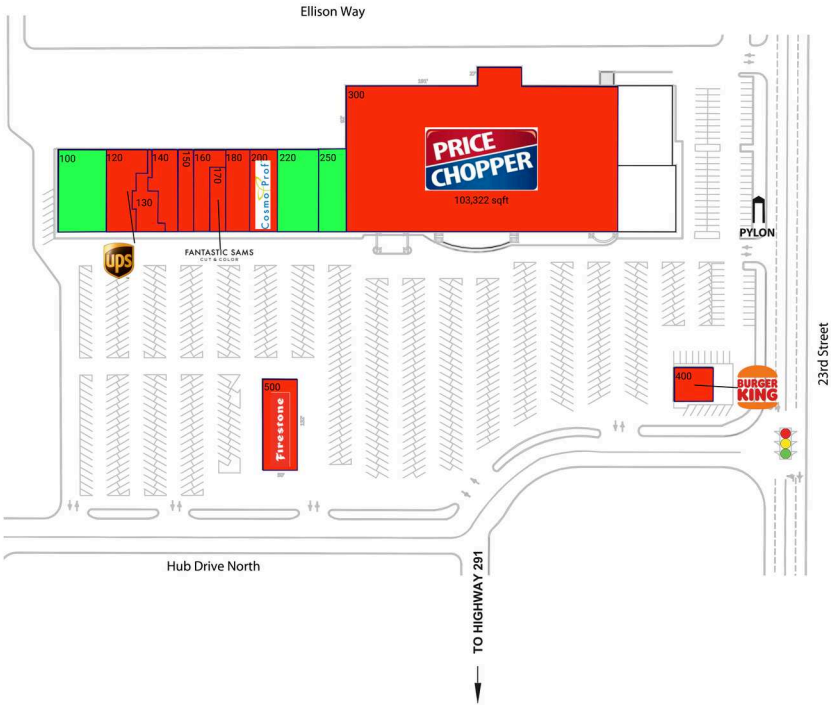 Ellison Way
300
PRICE
CHOPPER
103,322 sqft
100
120
140
150
160
180
200
220
250
170
130
CosmoProf
ups
FANTASTIC SAMS
CUT & COLOR
PYLON
23rd Street
400
BURGER
KING
500
Firestone
Hub Drive North
TO HIGHWAY 291